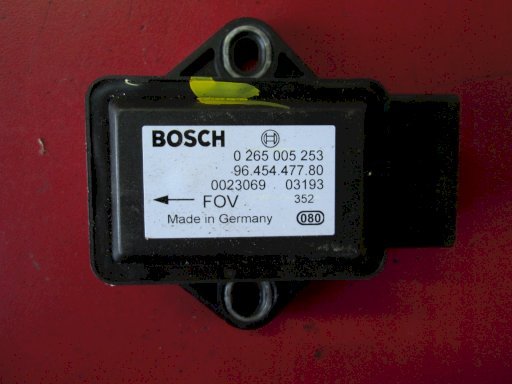 BOSCH
0 265 005 253
96.454.477.80
0023069 03193
FOV 352
Made in Germany 080